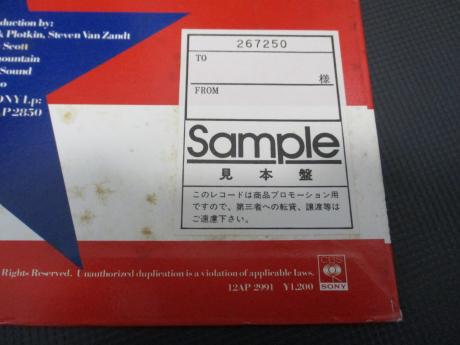 duction by:
Plotkin, Steven Van Zandt
Scott
ountain
Sound
o
ONY Lp:
AP 2850
267250
TO
様
FROM
Sample
見本盤
このレコードは商品プロモーション用
ですので、第三者への転貸、譲渡等は
ご遠慮下さい。
Rights Reserved. Unauthorized duplication is a violation of applicable laws.
12AP 2991 ¥1,200
CBS
SONY